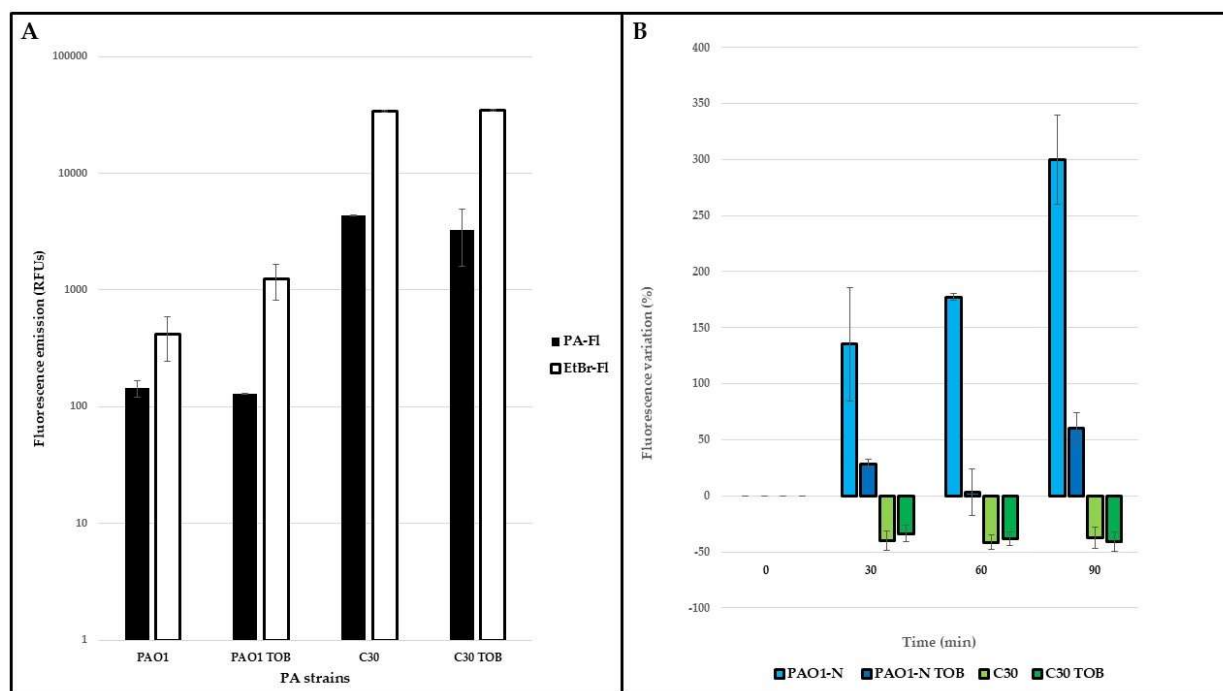 A
Fluorescence emission (RFUs)
100000
10000
1000
100
10
1
PAO1
PAO1 TOB
C30
C30 TOB
PA strains
PA-Fl
EtBr-Fl
B
Fluorescence variation (%)
400
350
300
250
200
150
100
50
0
-50
-100
0
30
60
90
Time (min)
PAO1-N
PAO1-N TOB
C30
C30 TOB